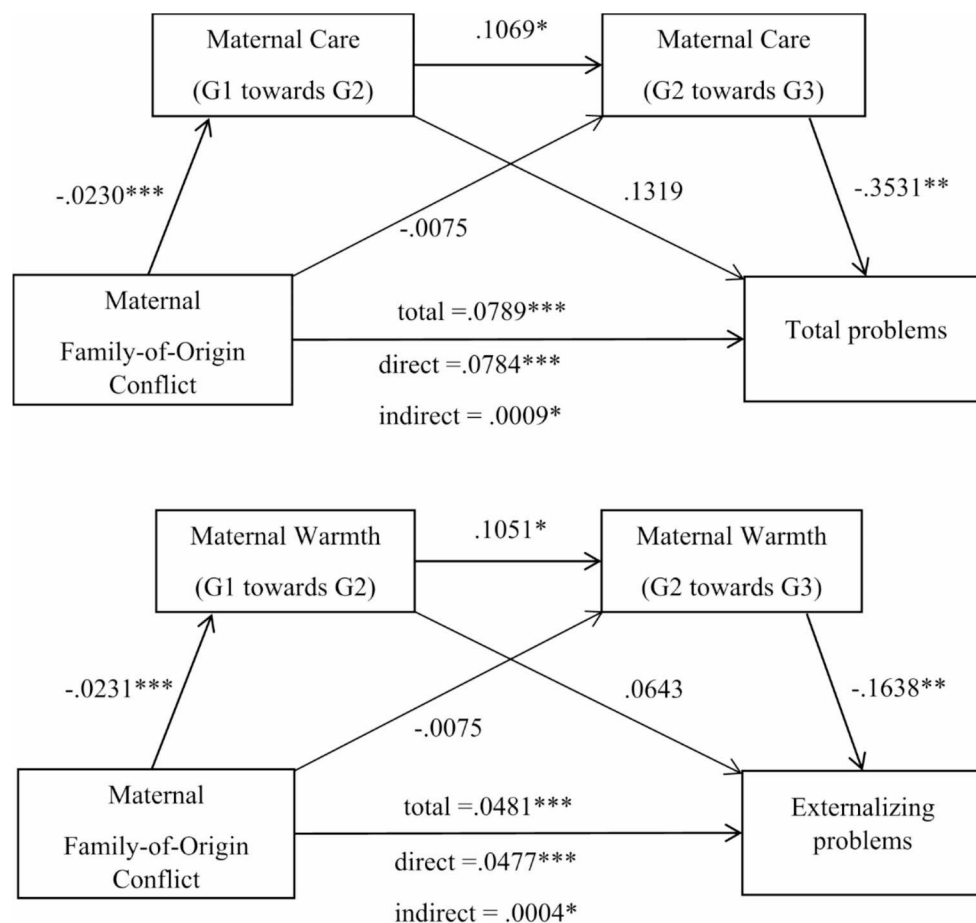 Maternal Care
(G1 towards G2)
.1069*
Maternal Care
(G2 towards G3)
-.0230***
-.0075
.1319
-.3531**
Maternal
Family-of-Origin
Conflict
total =.0789***
direct =.0784***
indirect = .0009*
Total problems
Maternal Warmth
(G1 towards G2)
.1051*
Maternal Warmth
(G2 towards G3)
-.0231***
-.0075
.0643
-.1638**
Maternal
Family-of-Origin
Conflict
total =.0481***
direct =.0477***
indirect = .0004*
Externalizing
problems